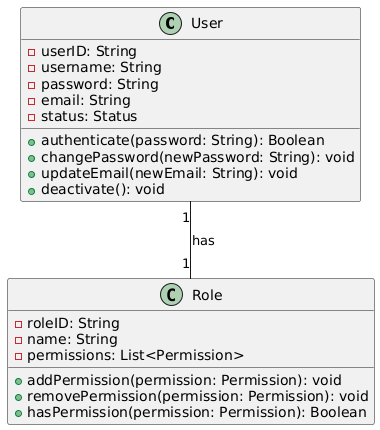 C User
userID: String
username: String
password: String
email: String
status: Status
authenticate(password: String): Boolean
changePassword(newPassword: String): void
updateEmail(newEmail: String): void
deactivate(): void
1
has
1
C Role
roleID: String
name: String
permissions: List<Permission>
addPermission(permission: Permission): void
removePermission(permission: Permission): void
hasPermission(permission: Permission): Boolean